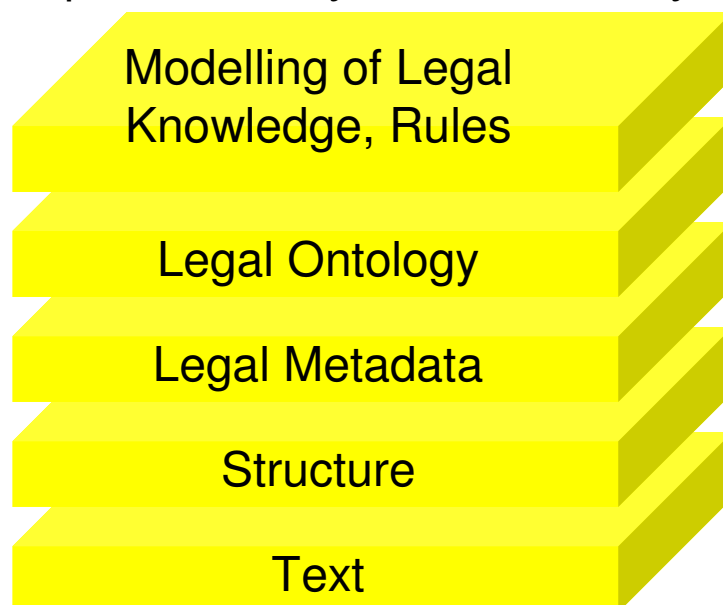 Modelling of Legal
Knowledge, Rules
Legal Ontology
Legal Metadata
Structure
Text